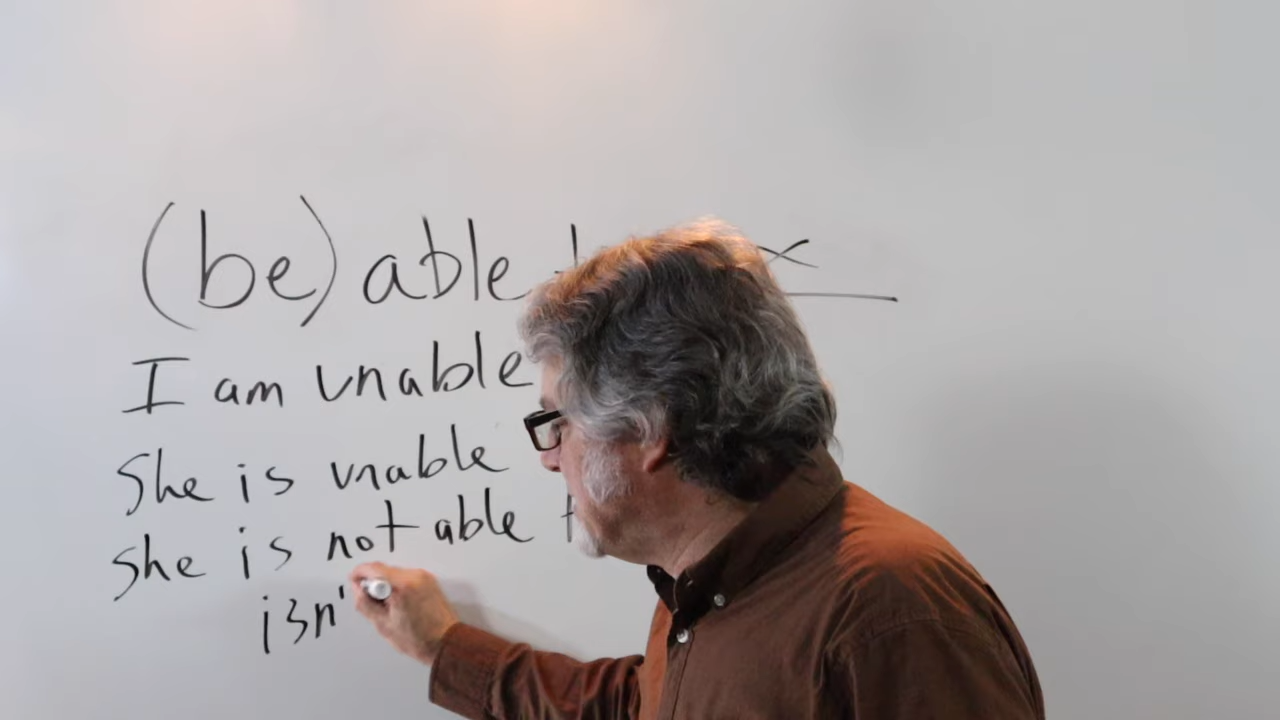 (be) able
I am unable
She is unable
She is not able
isn'